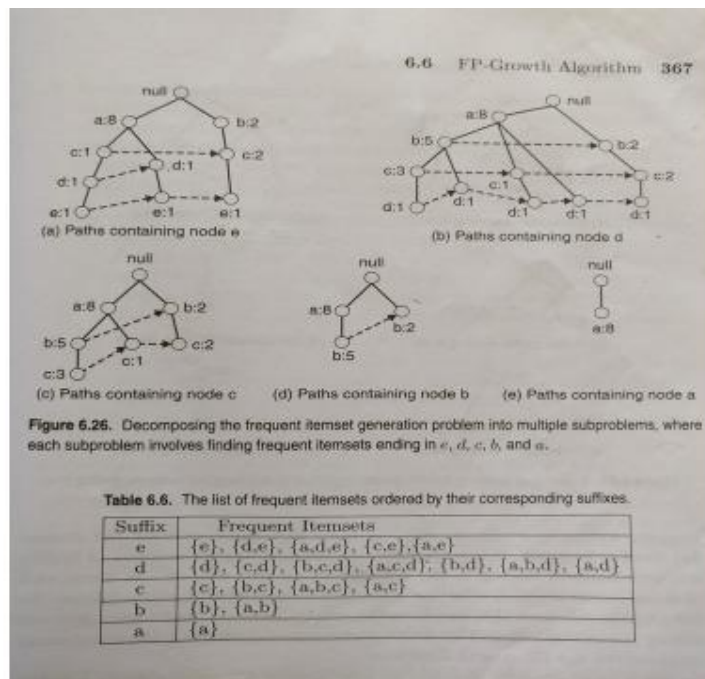 6.6 FP-Growth Algorithm 367
null
a:8
b:2
c:1
d:1
c:2
d:1
e:1
e:1
e:1
(a) Paths containing node e
null
a:8
b:5
b:2
c:3
c:1
c:2
d:1
d:1
d:1
d:1
d:1
(b) Paths containing node d
null
a:8
b:2
b:5
c:1
c:2
c:3
(c) Paths containing node c
null
a:8
b:2
b:5
(d) Paths containing node b
null
a:8
(e) Paths containing node a
Figure 6.26. Decomposing the frequent itemset generation problem into multiple subproblems, where
each subproblem involves finding frequent itemsets ending in e, d, c, b, and a.
Table 6.6. The list of frequent itemsets ordered by their corresponding suffixes.
Suffix Frequent Itemsets
e {e}, {d,e}, {a,d,e}, {c,e},{a,e}
d {d}, {c,d}, {b,c,d}, {a,c,d}, {b,d}, {a,b,d}, {a,d}
c {c}, {b,c}, {a,b,c}, {a,c}
b {b}, {a,b}
a {a}